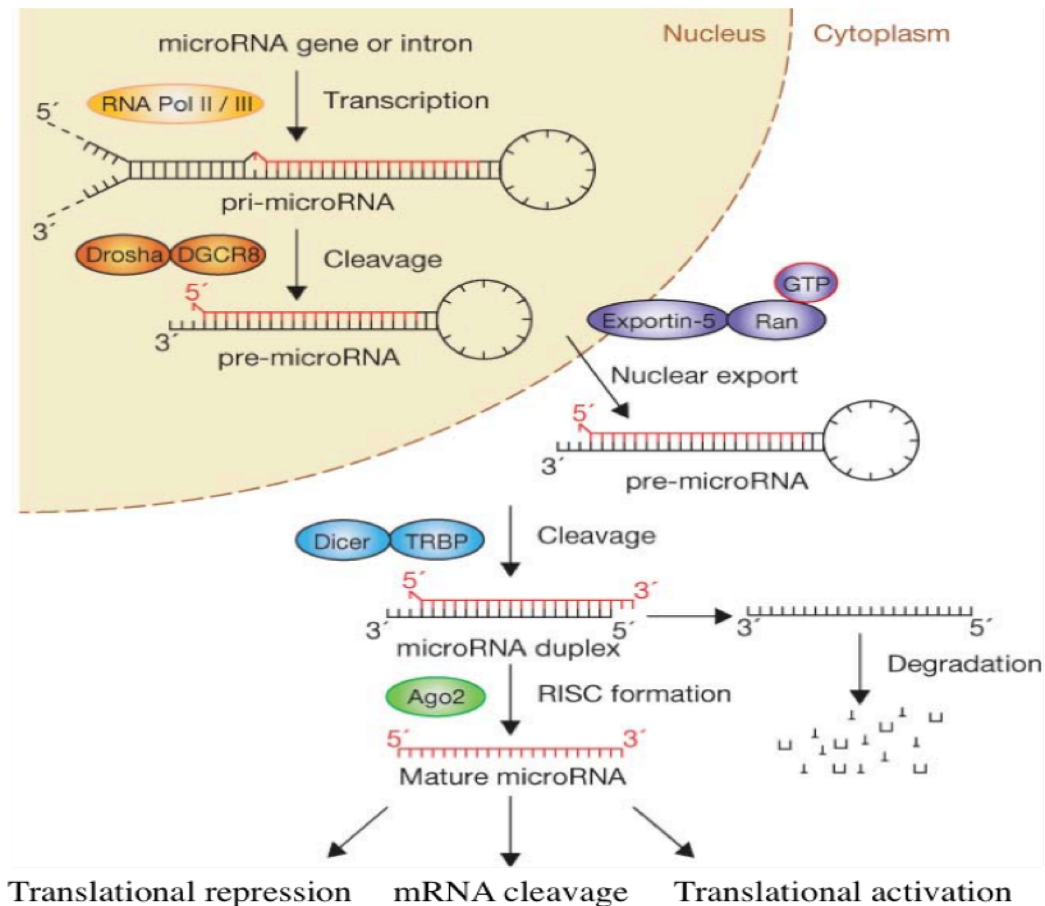 microRNA gene or intron
Nucleus
Cytoplasm
RNA Pol II / III
Transcription
5´
3´
pri-microRNA
Drosha
DGCR8
Cleavage
5´
3´
pre-microRNA
GTP
Exportin-5
Ran
Nuclear export
5´
3´
pre-microRNA
Dicer
TRBP
Cleavage
5´
3´
3´
5´
microRNA duplex
3´
5´
Degradation
Ago2
RISC formation
5´
3´
Mature microRNA
Translational repression
mRNA cleavage
Translational activation